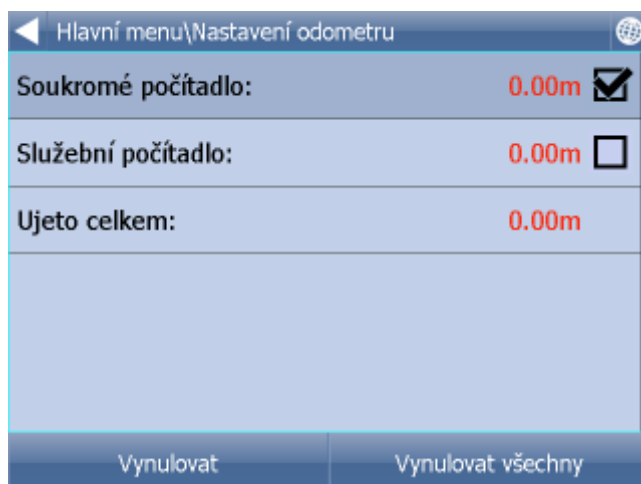 Hlavní menu\Nastavení odometru
Soukromé počítadlo: 0.00m
Služební počítadlo: 0.00m
Ujeto celkem: 0.00m
Vynulovat Vynulovat všechny